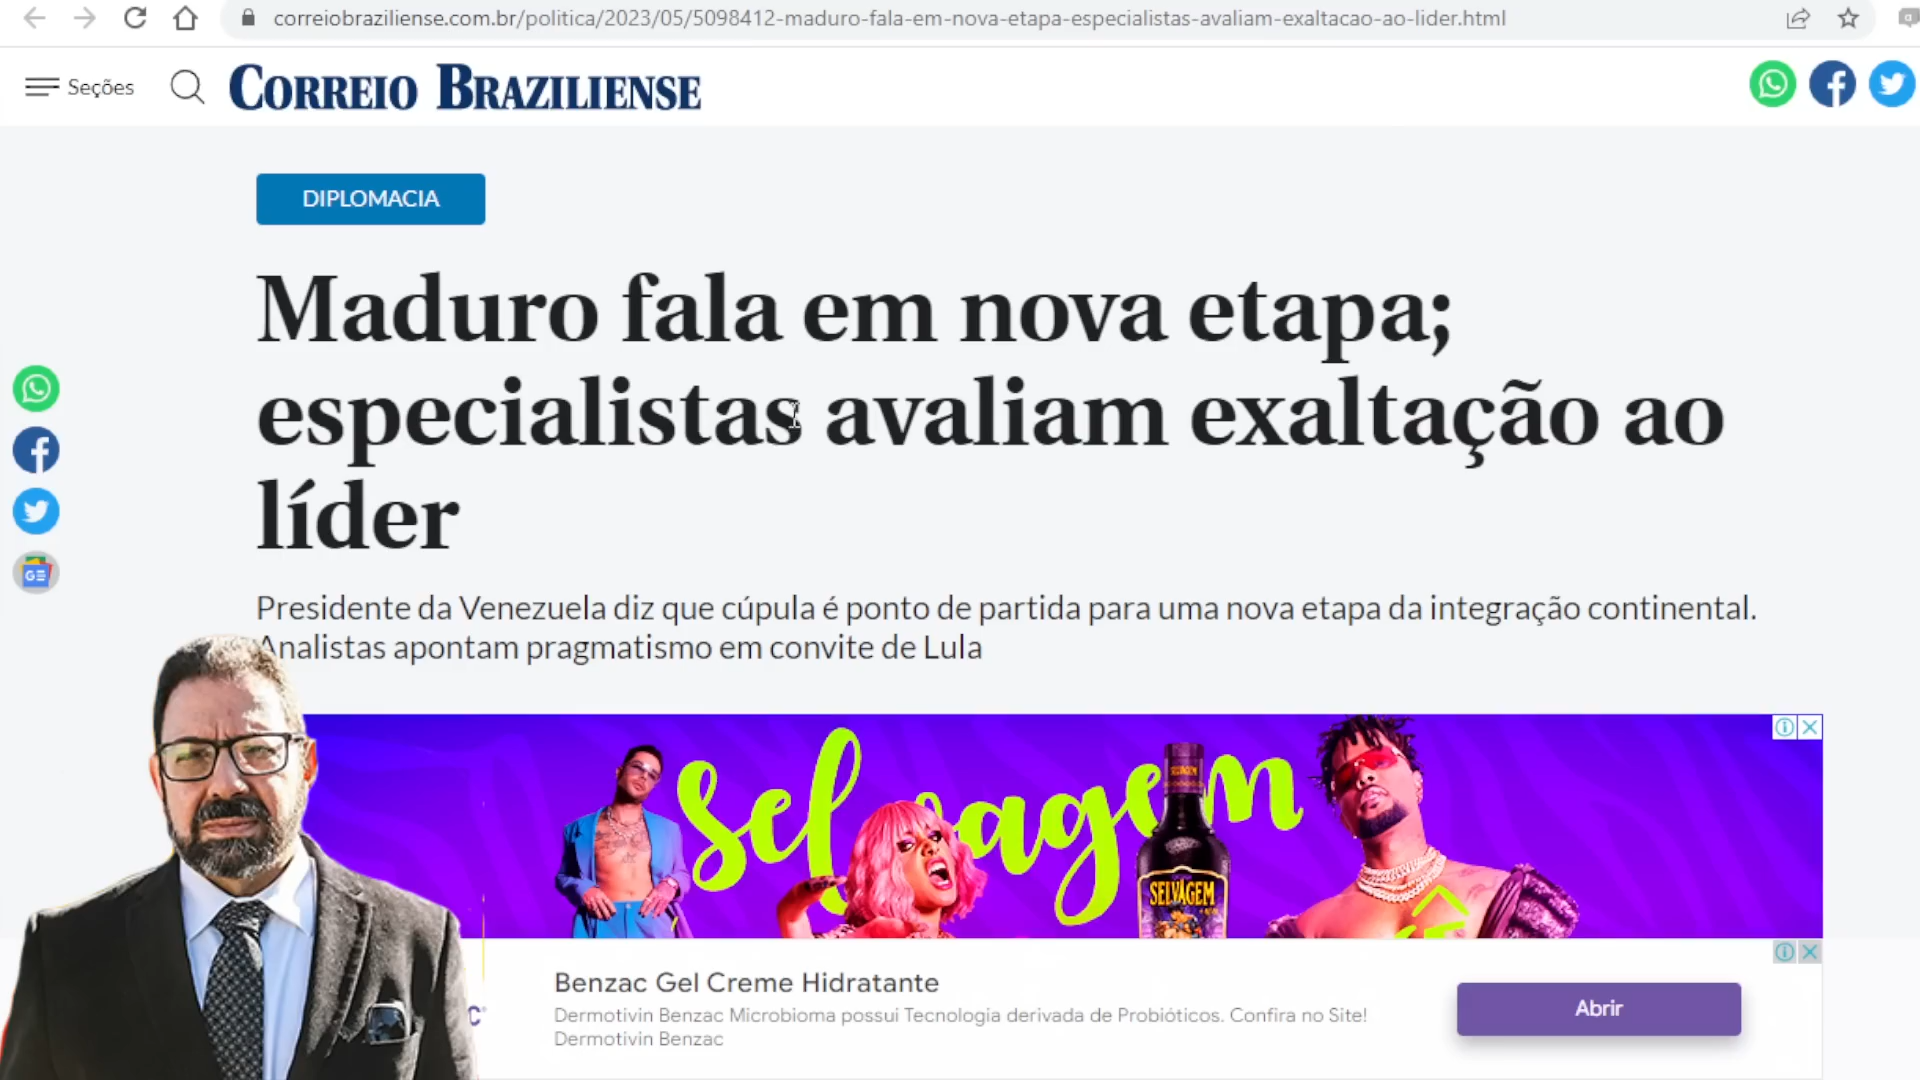 correiobraziliense.com.br/politica/2023/05/5098412-maduro-fala-em-nova-etapa-especialistas-avaliam-exaltacao-ao-lider.html
Seções
CORREIO BRAZILIENSE
DIPLOMACIA
Maduro fala em nova etapa;
especialistas avaliam exaltação ao
líder
Presidente da Venezuela diz que cúpula é ponto de partida para uma nova etapa da integração continental.
Analistas apontam pragmatismo em convite de Lula
Selvagem
SELVAGEM
Benzac Gel Creme Hidratante
Dermotivin Benzac Microbioma possui Tecnologia derivada de Probióticos. Confira no Site!
Dermotivin Benzac
Abrir